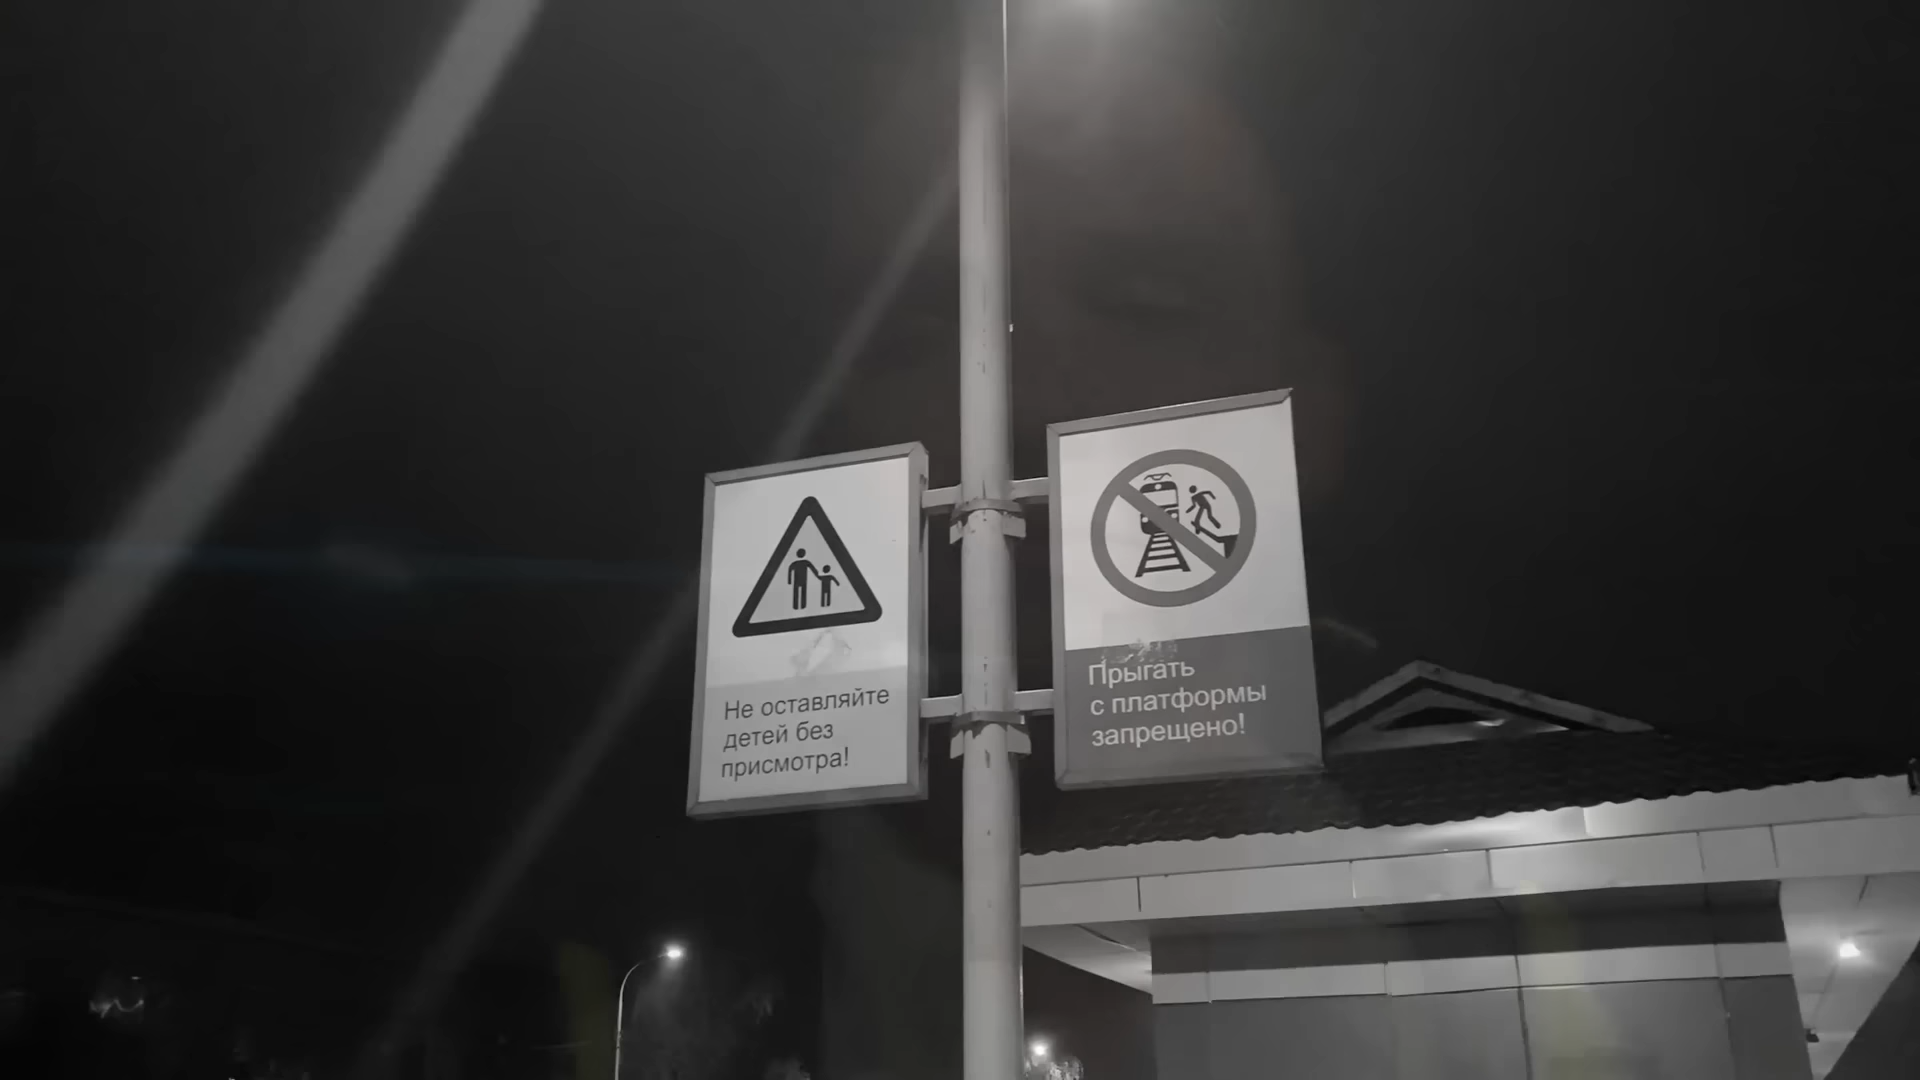 Не оставляйте
детей без
присмотра!
Прыгать
с платформы
запрещено!